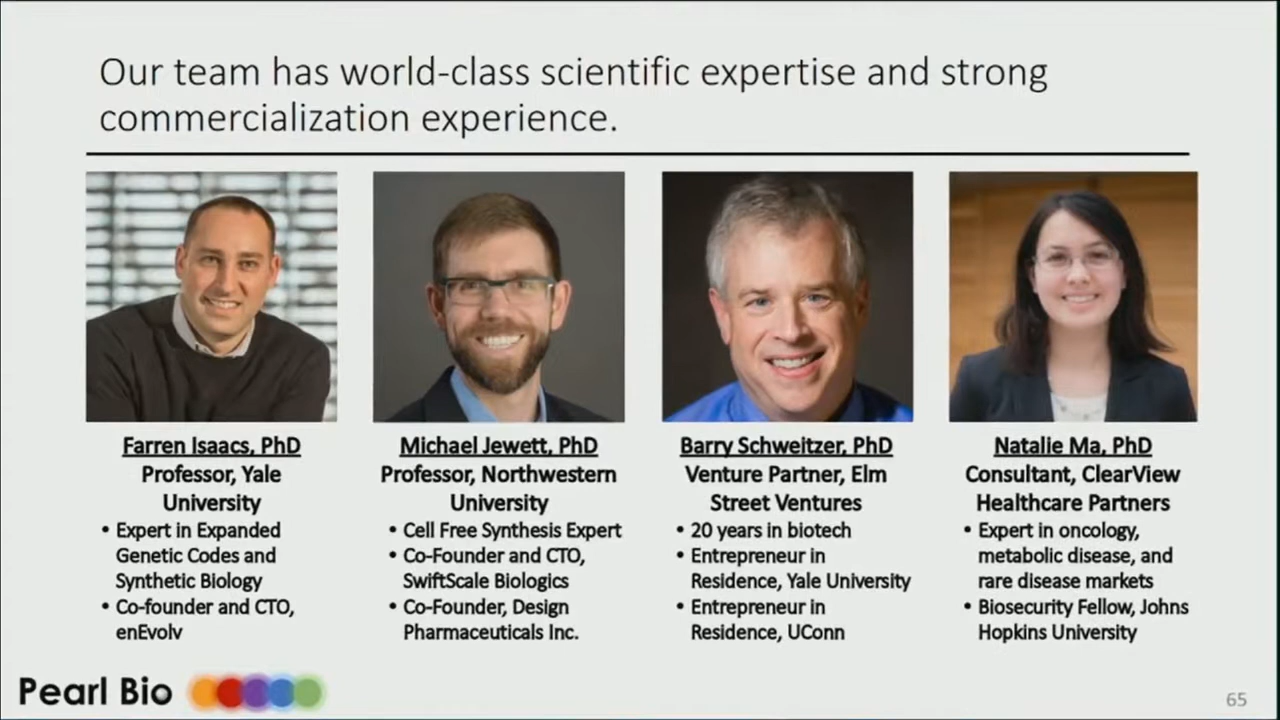 Our team has world-class scientific expertise and strong
commercialization experience.
Farren Isaacs, PhD
Professor, Yale
University
• Expert in Expanded
Genetic Codes and
Synthetic Biology
• Co-founder and CTO,
enEvolv
Michael Jewett, PhD
Professor, Northwestern
University
• Cell Free Synthesis Expert
• Co-Founder and CTO,
SwiftScale Biologics
• Co-Founder, Design
Pharmaceuticals Inc.
Barry Schweitzer, PhD
Venture Partner, Elm
Street Ventures
• 20 years in biotech
• Entrepreneur in
Residence, Yale University
• Entrepreneur in
Residence, UConn
Natalie Ma, PhD
Consultant, ClearView
Healthcare Partners
• Expert in oncology,
metabolic disease, and
rare disease markets
• Biosecurity Fellow, Johns
Hopkins University
Pearl Bio
65